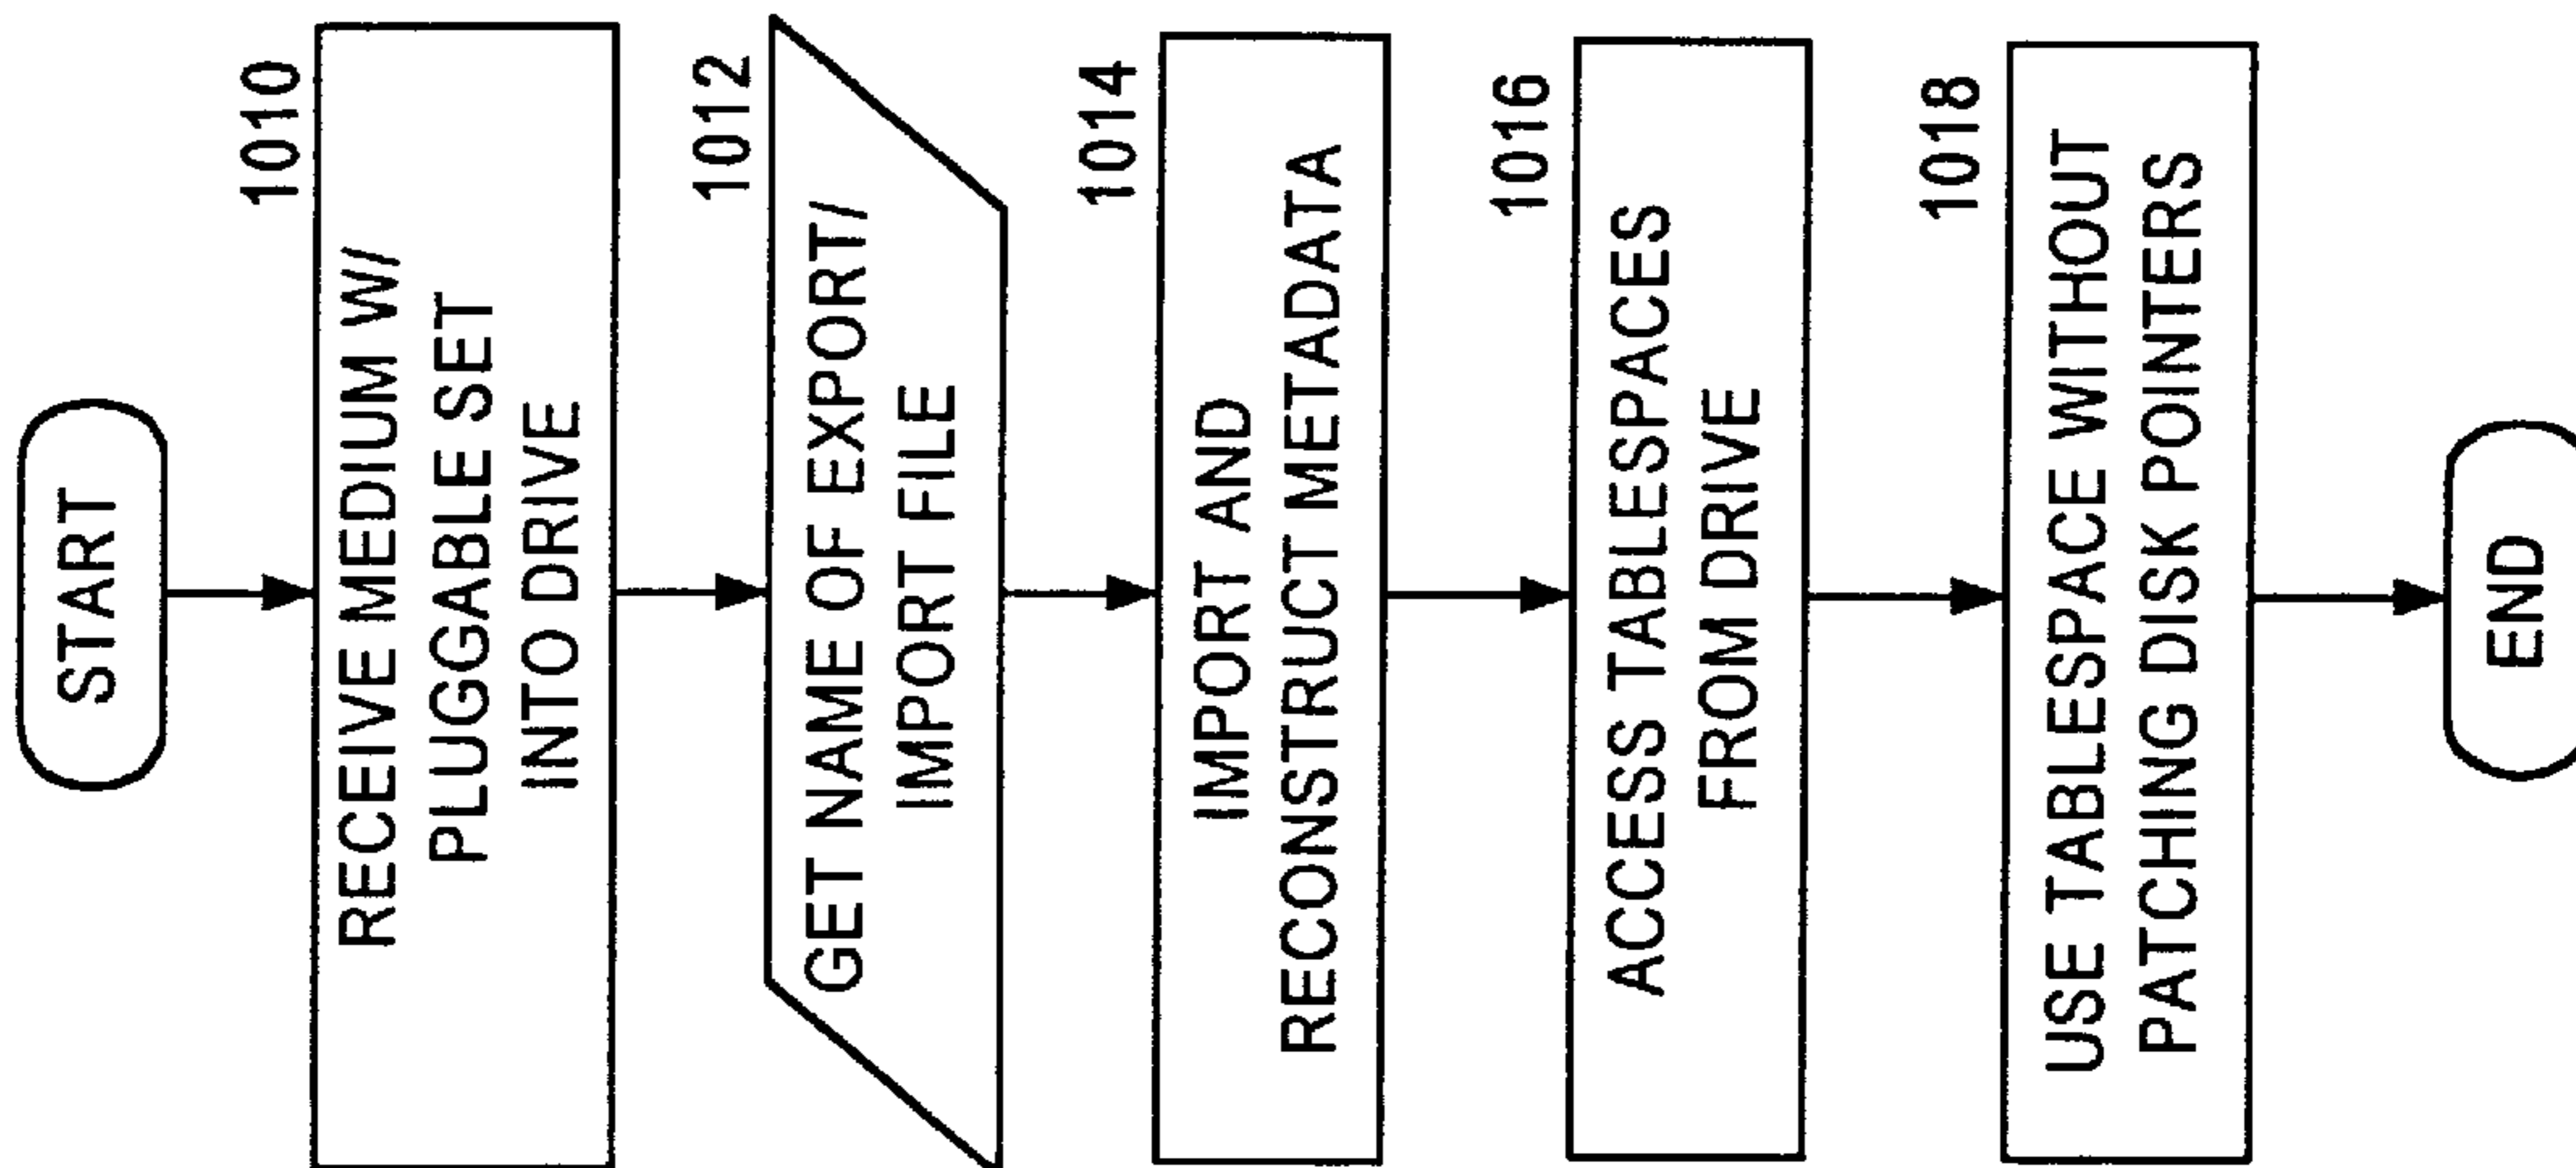 START
1010
RECEIVE MEDIUM W/
PLUGGABLE SET
INTO DRIVE
1012
GET NAME OF EXPORT/
IMPORT FILE
1014
IMPORT AND
RECONSTRUCT METADATA
1016
ACCESS TABLESPACES
FROM DRIVE
1018
USE TABLESPACE WITHOUT
PATCHING DISK POINTERS
END